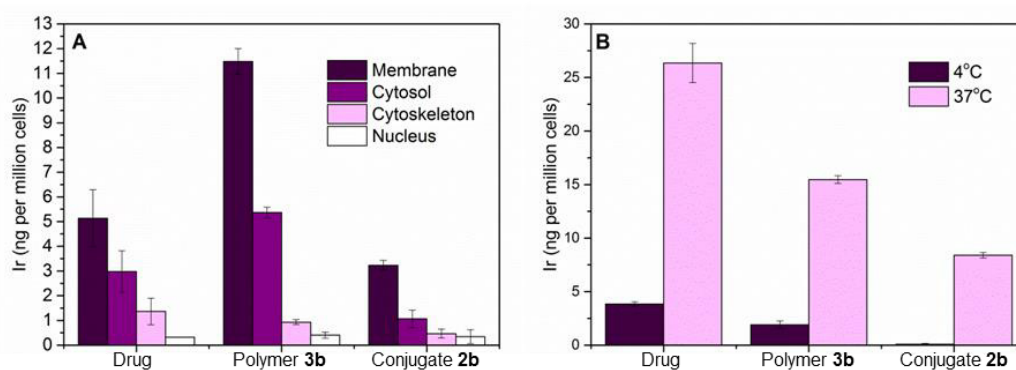 A
Ir (ng per million cells)
13
12
11
10
9
8
7
6
5
4
3
2
1
0
Membrane
Cytosol
Cytoskeleton
Nucleus
Drug Polymer 3b Conjugate 2b
B
Ir (ng per million cells)
30
25
20
15
10
5
0
4°C
37°C
Drug Polymer 3b Conjugate 2b